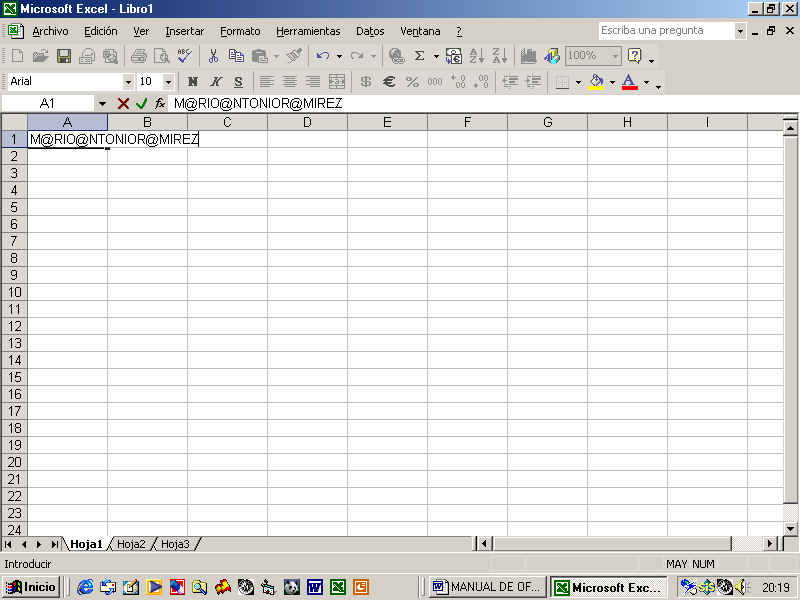 Microsoft Excel - Libro1
Archivo Edición Ver Insertar Formato Herramientas Datos Ventana ? Escriba una pregunta
Σ 100% ?
Arial 10 N K S $ € % 000
A1 fx M@RIO@NTONIOR@MIREZ
A B C D E F G H I
1 M@RIO@NTONIOR@MIREZ
2
3
4
5
6
7
8
9
10
11
12
13
14
15
16
17
18
19
20
21
22
23
24
Hoja1 Hoja2 Hoja3
Introducir MAY NUM
Inicio MANUAL DE OF... Microsoft Exc... 20:19